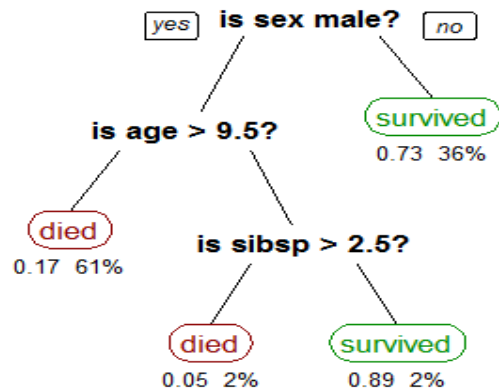 yes is sex male? no
is age > 9.5?
survived
0.73 36%
died
0.17 61%
is sibsp > 2.5?
died survived
0.05 2% 0.89 2%